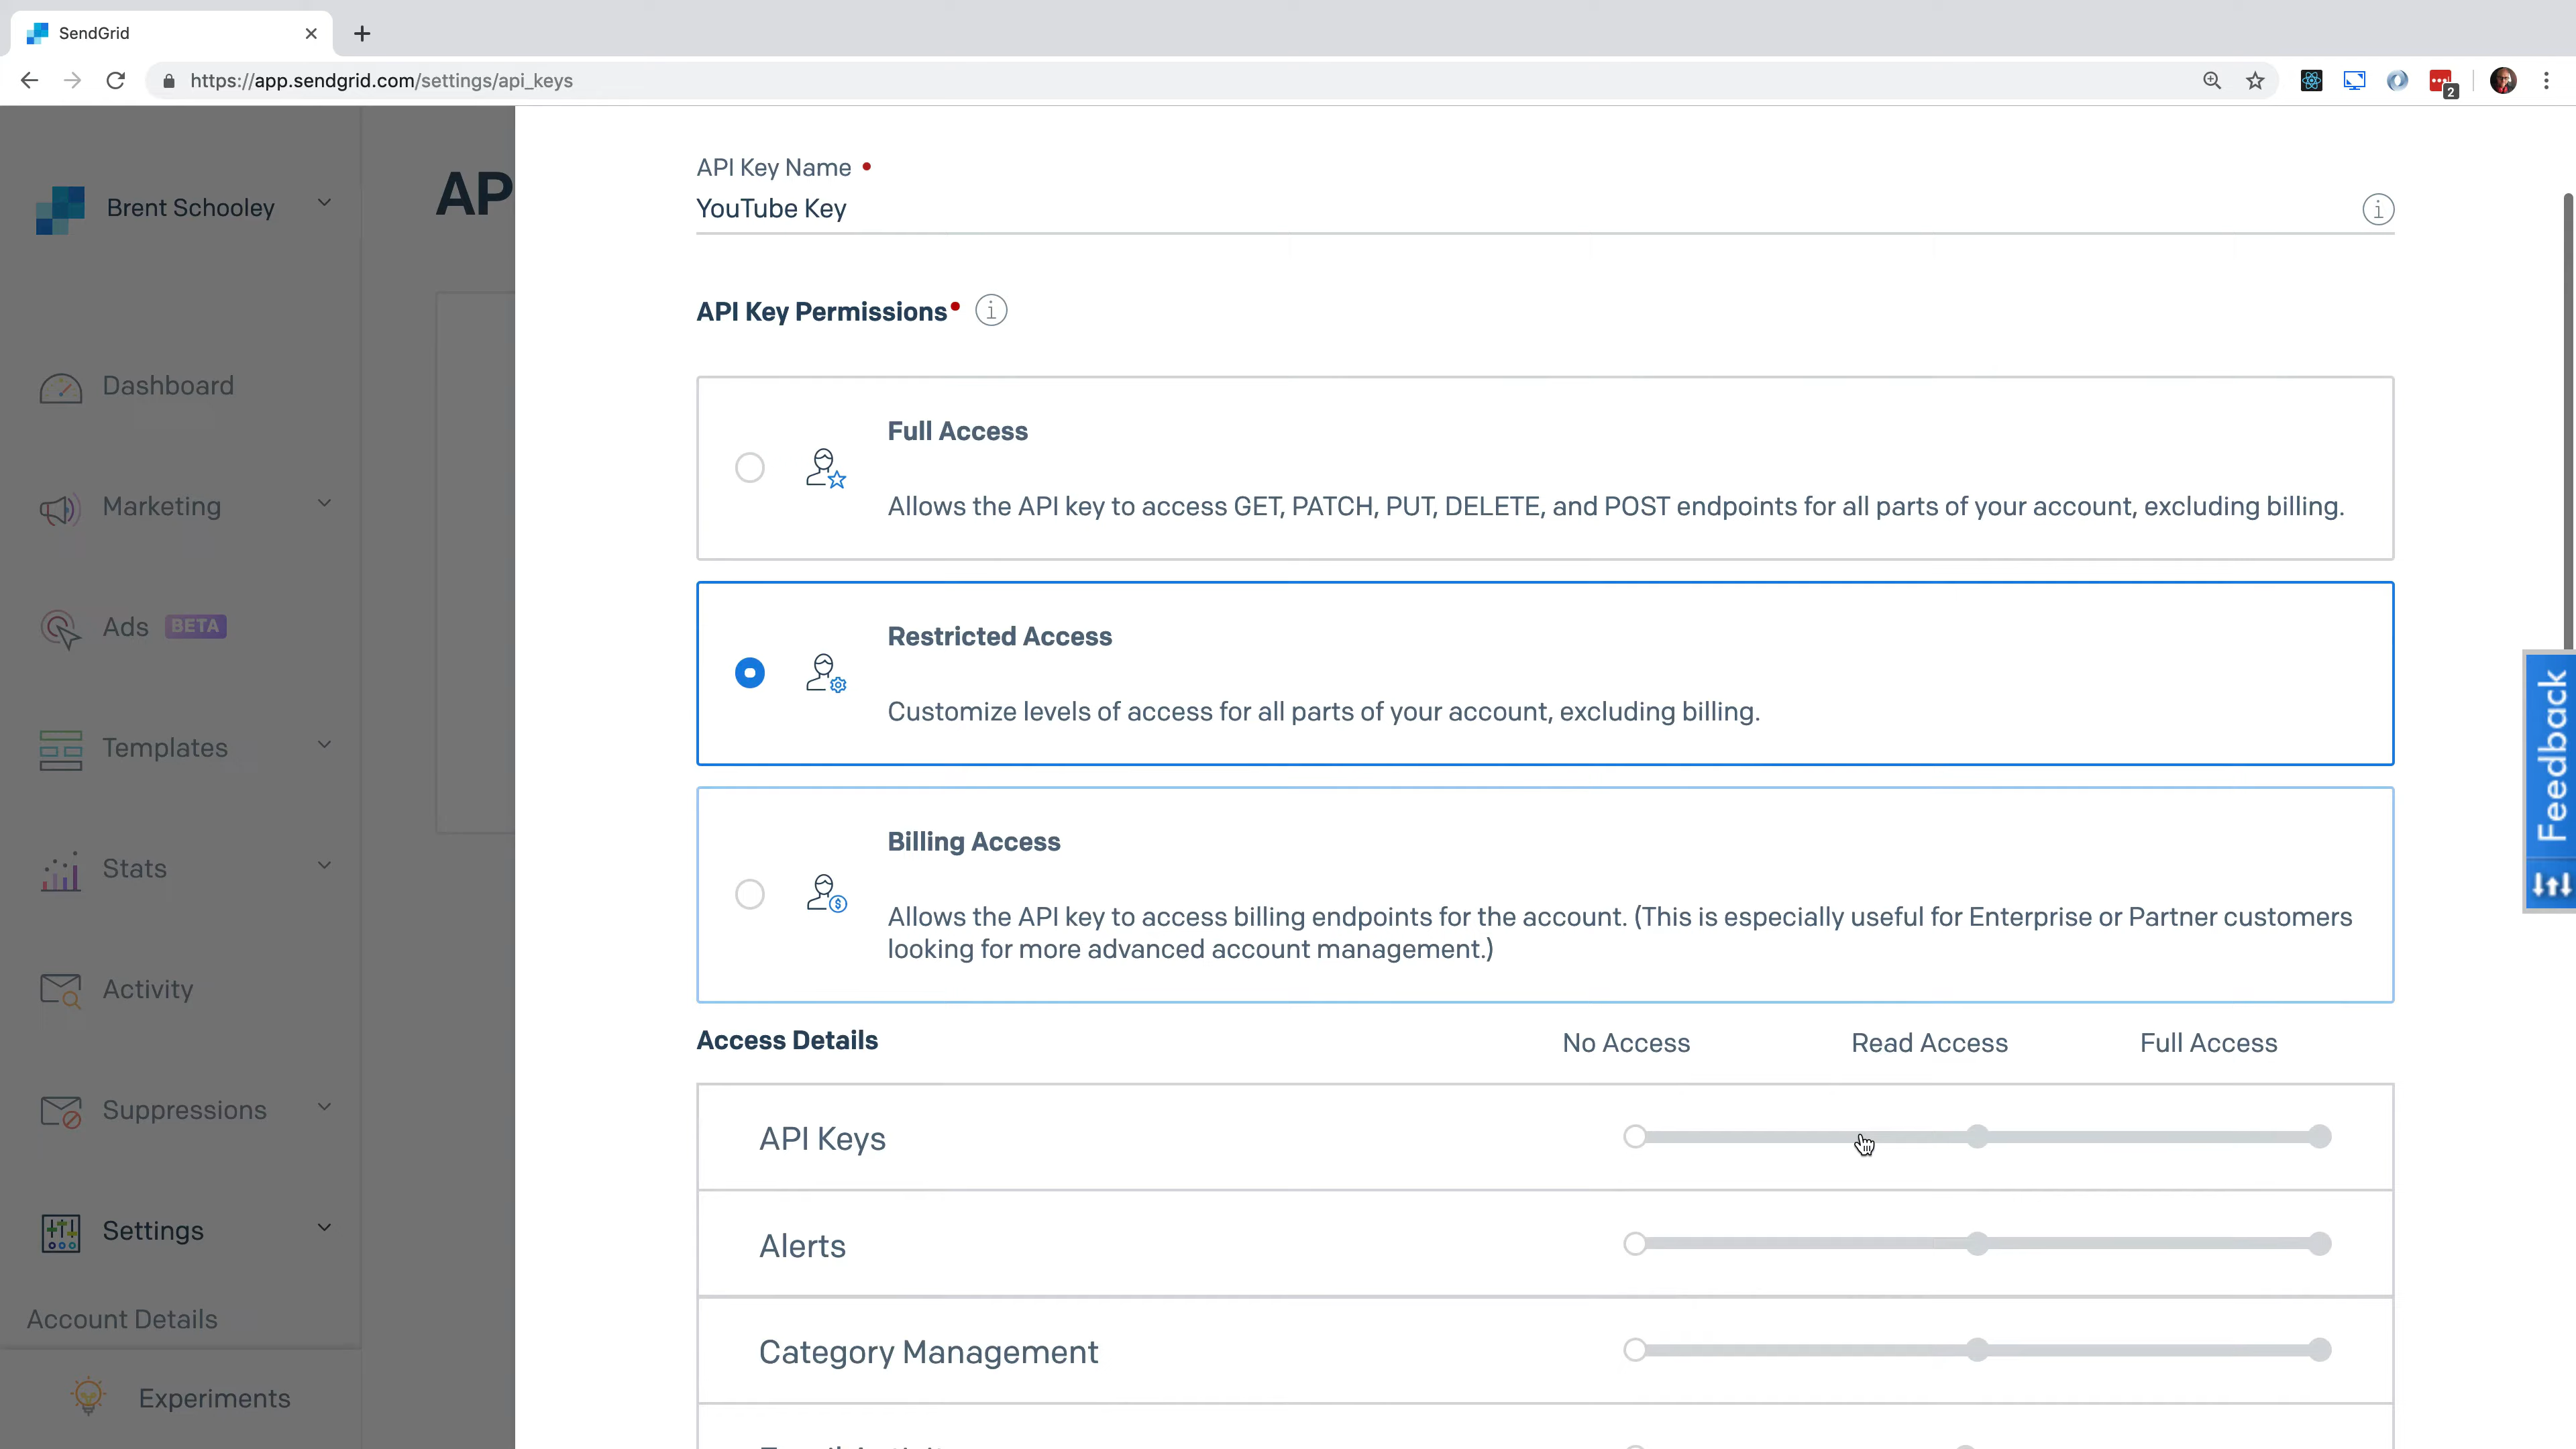 SendGrid
https://app.sendgrid.com/settings/api_keys
2
Brent Schooley
Dashboard
Marketing
Ads BETA
Templates
Stats
Activity
Suppressions
Settings
Account Details
Experiments
AP
API Key Name
YouTube Key
API Key Permissions
Full Access
Allows the API key to access GET, PATCH, PUT, DELETE, and POST endpoints for all parts of your account, excluding billing.
Restricted Access
Customize levels of access for all parts of your account, excluding billing.
Billing Access
Allows the API key to access billing endpoints for the account. (This is especially useful for Enterprise or Partner customers
looking for more advanced account management.)
Access Details No Access Read Access Full Access
API Keys
Alerts
Category Management
Feedback